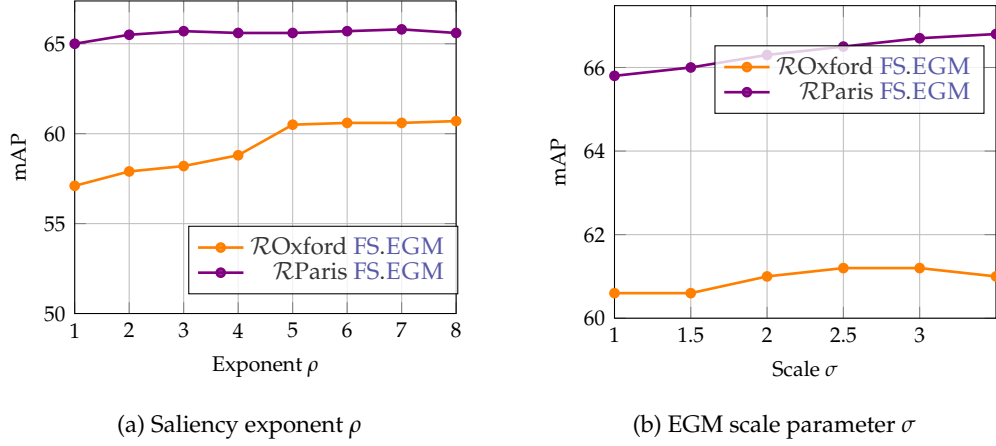 65
60
55
50
mAP
ℛOxford FS.EGM
ℛParis FS.EGM
1 2 3 4 5 6 7 8
Exponent ρ
(a) Saliency exponent ρ
66
64
62
60
mAP
ℛOxford FS.EGM
ℛParis FS.EGM
1 1.5 2 2.5 3
Scale σ
(b) EGM scale parameter σ